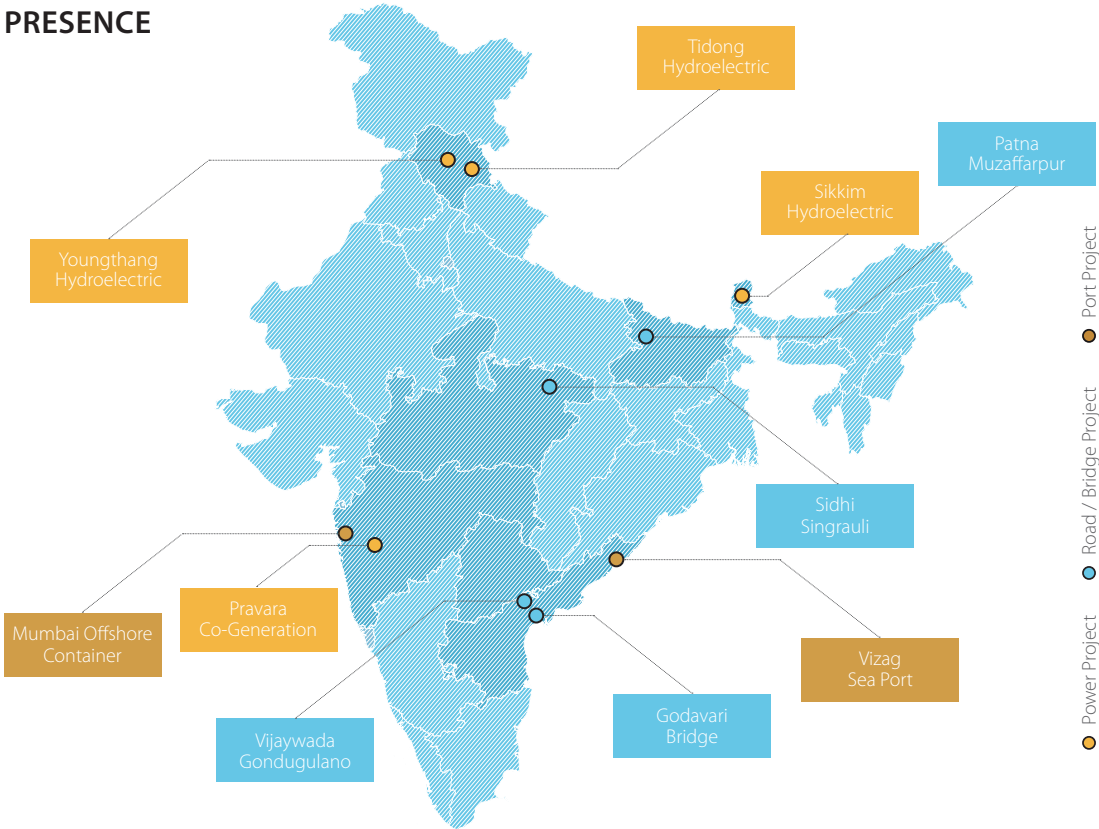 PRESENCE
Tidong
Hydroelectric
Patna
Muzaffarpur
Sikkim
Hydroelectric
Youngthang
Hydroelectric
Sidhi
Singrauli
Pravara
Co-Generation
Mumbai Offshore
Container
Vizag
Sea Port
Godavari
Bridge
Vijaywada
Gondugulano
Port Project
Road / Bridge Project
Power Project